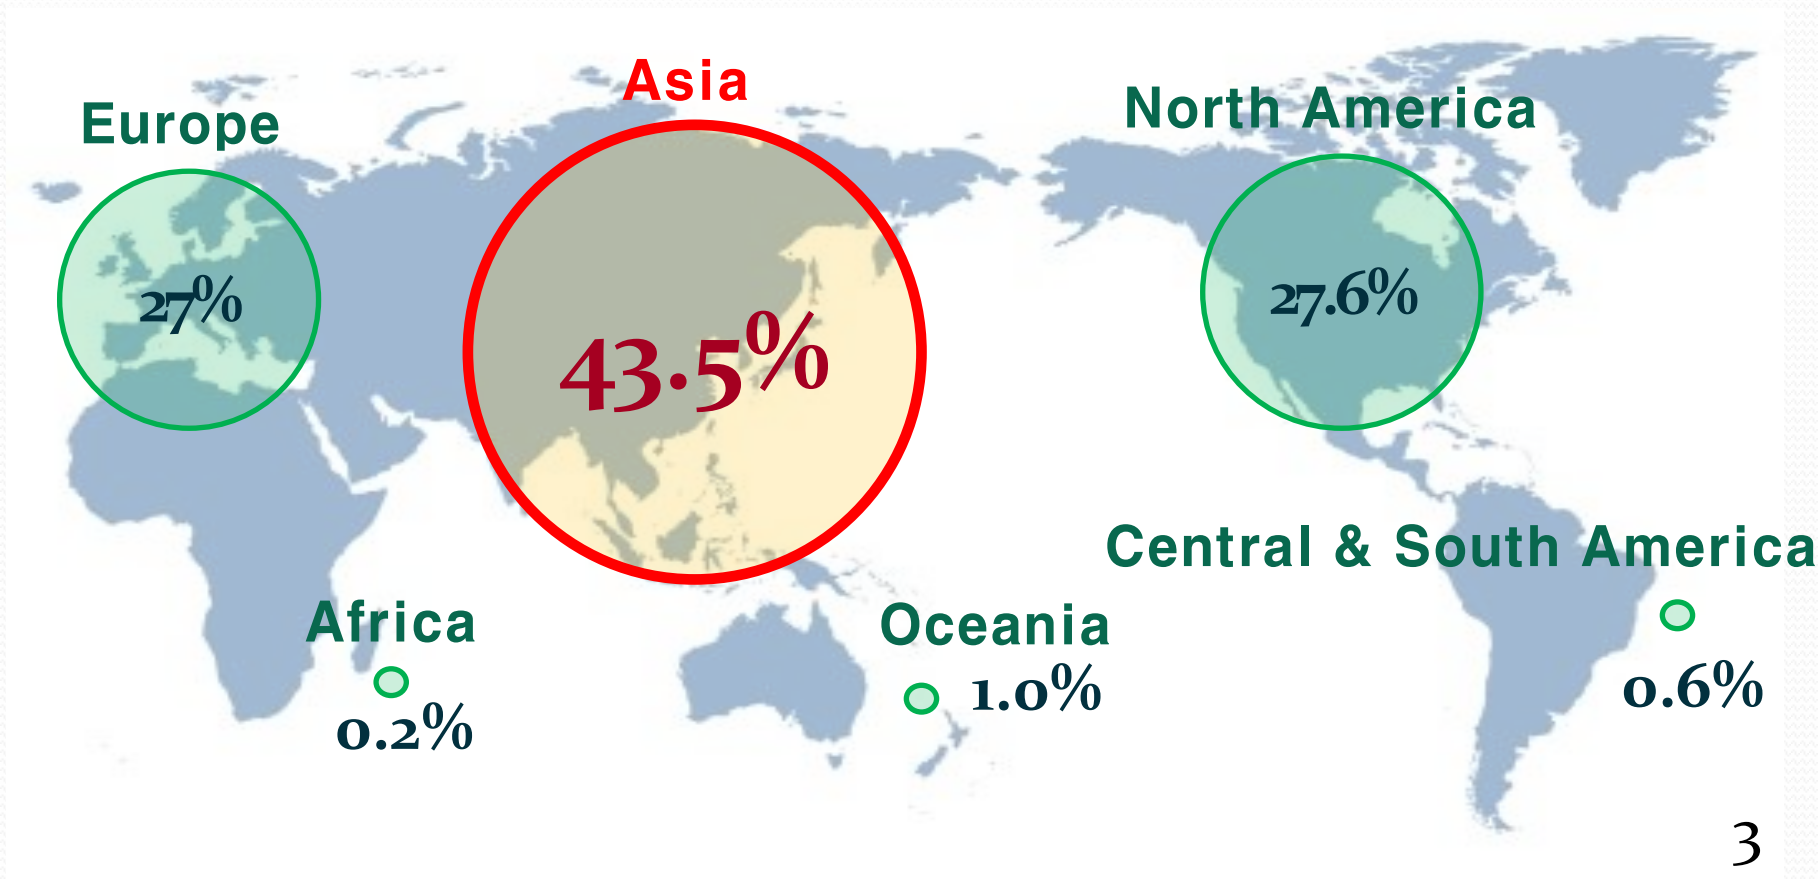 Asia
Europe
North America
27%
43.5%
27.6%
Central & South America
Africa
Oceania
0.2%
1.0%
0.6%
3